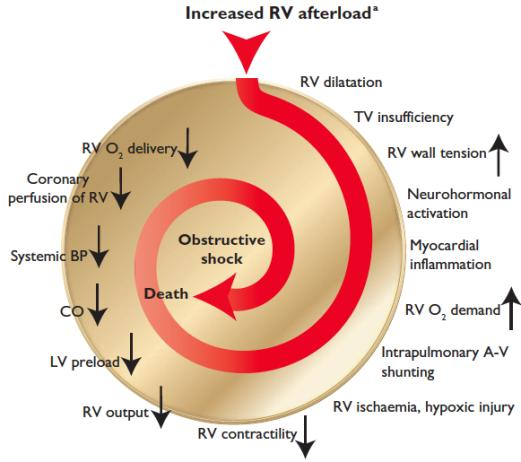 Increased RV afterloadᵃ
RV dilatation
TV insufficiency
RV wall tension
Neurohormonal
activation
Myocardial
inflammation
RV O₂ demand
Intrapulmonary A-V
shunting
RV ischaemia, hypoxic injury
RV contractility
RV output
LV preload
CO
Systemic BP
Coronary
perfusion of RV
RV O₂ delivery
Obstructive
shock
Death